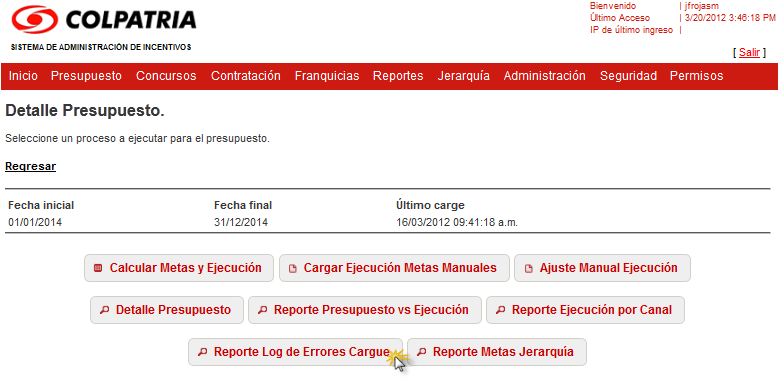 COLPATRIA
SISTEMA DE ADMINISTRACIÓN DE INCENTIVOS
Bienvenido | jfrojasm
Último Acceso | 3/20/2012 3:46:18 PM
IP de último ingreso |
[ Salir ]
Inicio Presupuesto Concursos Contratación Franquicias Reportes Jerarquía Administración Seguridad Permisos
Detalle Presupuesto.
Seleccione un proceso a ejecutar para el presupuesto.
Regresar
Fecha inicial Fecha final Último carge
01/01/2014 31/12/2014 16/03/2012 09:41:18 a.m.
Calcular Metas y Ejecución Cargar Ejecución Metas Manuales Ajuste Manual Ejecución
Detalle Presupuesto Reporte Presupuesto vs Ejecución Reporte Ejecución por Canal
Reporte Log de Errores Cargue Reporte Metas Jerarquía